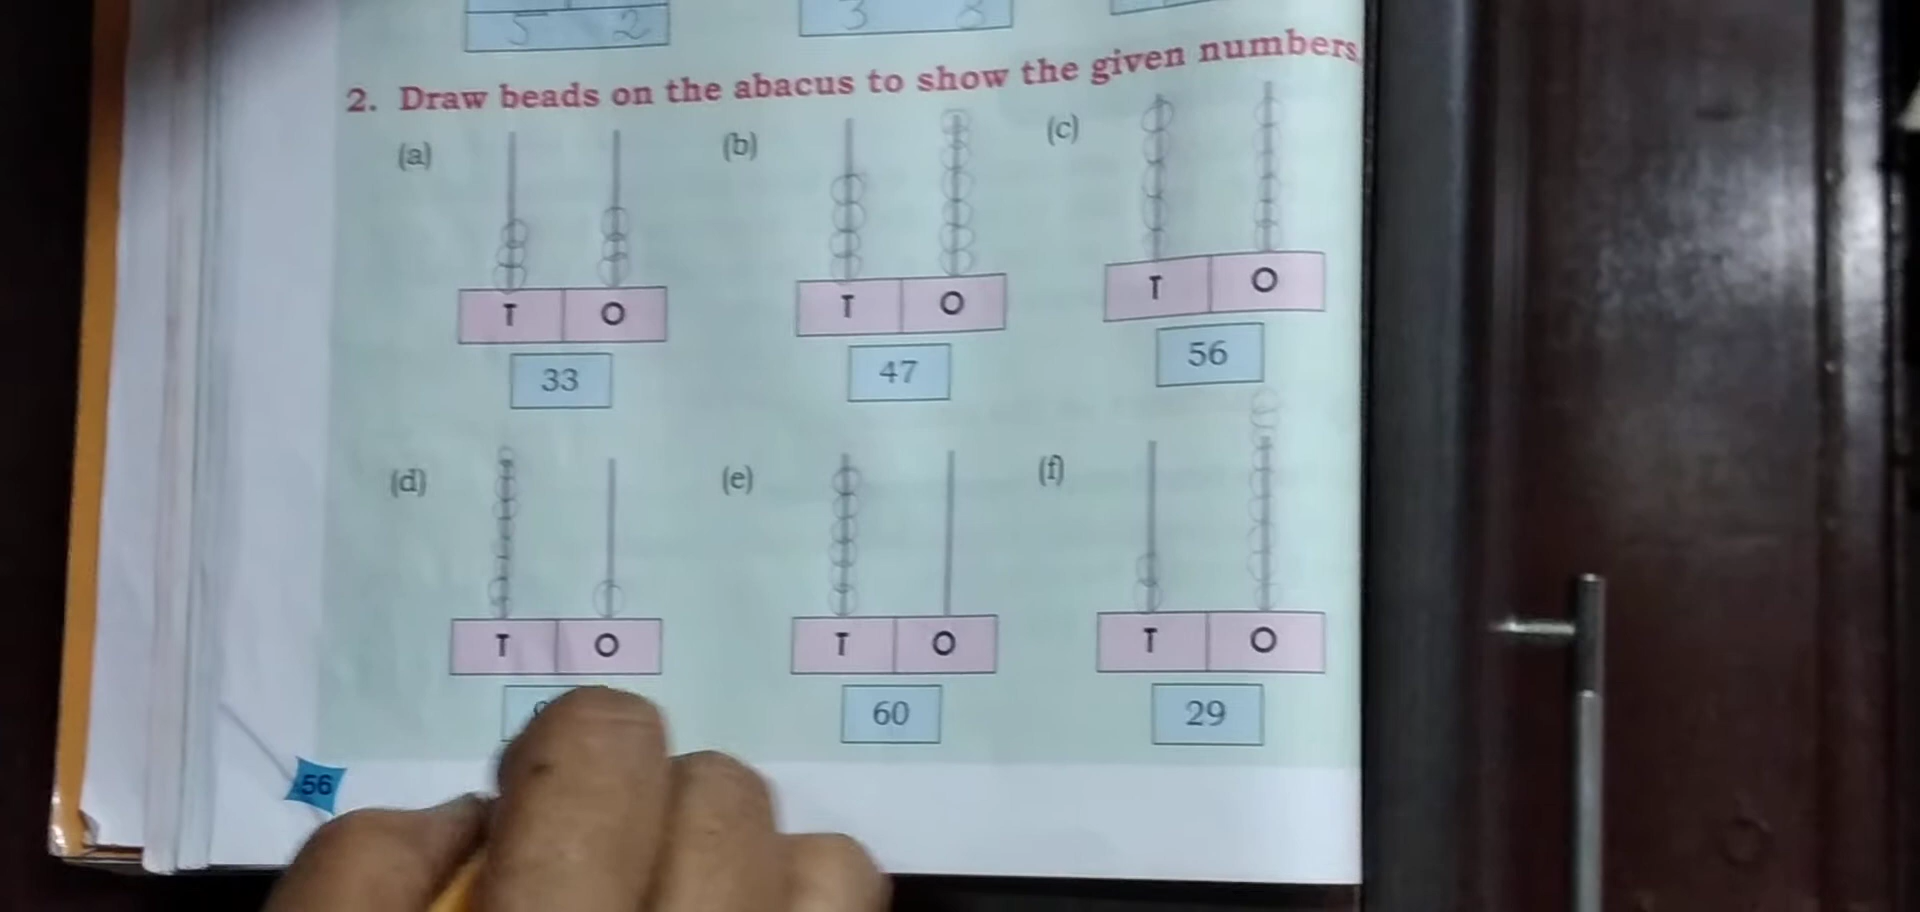 5 2 3 3
2. Draw beads on the abacus to show the given numbers
(a) (b) (c)
T O T O T O
33 47 56
(d) (e) (f)
T O T O T O
60 29
56